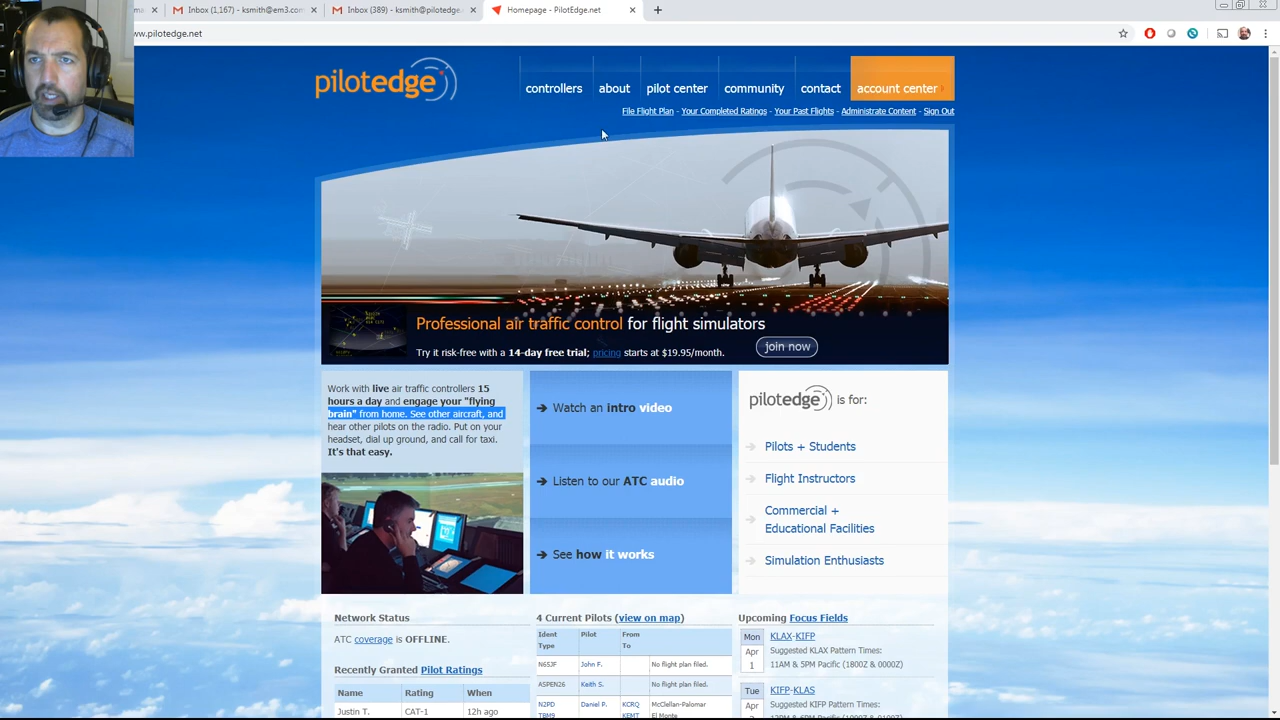 Inbox (1,167) - ksmith@em3.com
Inbox (389) - ksmith@pilotedge.
Homepage - PilotEdge.net
w.pilotedge.net
pilotedge
controllers
about
pilot center
community
contact
account center
File Flight Plan - Your Completed Ratings - Your Past Flights - Administrate Content - Sign Out
Professional air traffic control for flight simulators
Try it risk-free with a 14-day free trial; pricing starts at $19.95/month.
join now
Work with live air traffic controllers 15
hours a day and engage your "flying
brain" from home. See other aircraft, and
hear other pilots on the radio. Put on your
headset, dial up ground, and call for taxi.
It's that easy.
Watch an intro video
Listen to our ATC audio
See how it works
pilotedge is for:
Pilots + Students
Flight Instructors
Commercial +
Educational Facilities
Simulation Enthusiasts
Network Status
ATC coverage is OFFLINE.
Recently Granted Pilot Ratings
Name Rating When
Justin T. CAT-1 12h ago
4 Current Pilots (view on map)
Ident Pilot From
Type To
N6SJF John F. No flight plan filed.
ASPEN26 Keith S. No flight plan filed.
N2PD Daniel P. KCRQ McClellan-Palomar
TBM9 KEMT El Monte
Upcoming Focus Fields
Mon KLAX-KIFP
Apr Suggested KLAX Pattern Times:
1 11AM & 5PM Pacific (1800Z & 0000Z)
Tue KIFP-KLAS
Apr Suggested KIFP Pattern Times: